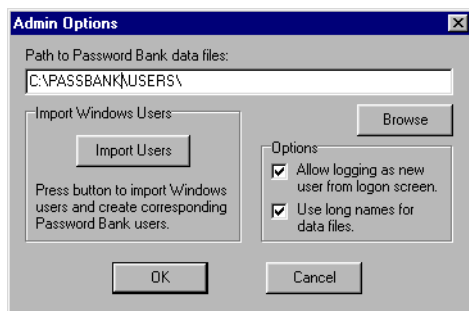 Admin Options
Path to Password Bank data files:
C:\PASSBANK\USERS\
Import Windows Users
Import Users
Press button to import Windows
users and create corresponding
Password Bank users.
Browse
Options
Allow logging as new
user from logon screen.
Use long names for
data files.
OK
Cancel